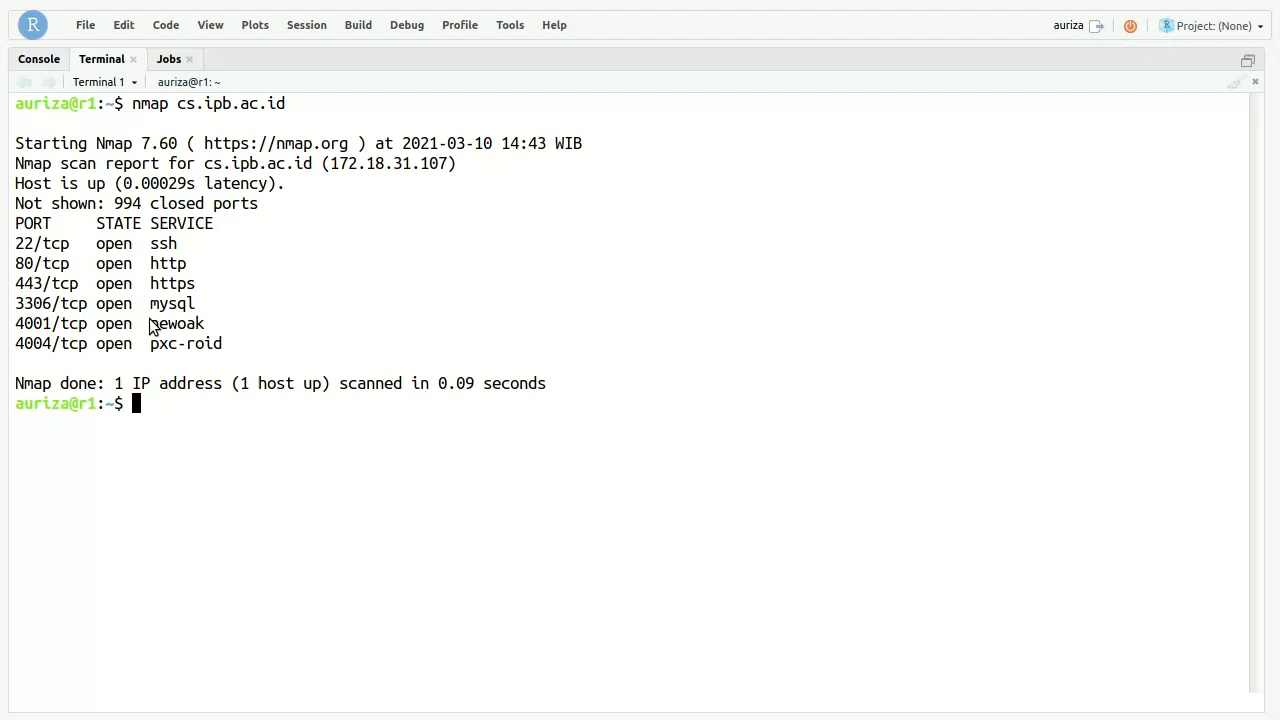 R File Edit Code View Plots Session Build Debug Profile Tools Help auriza Project: (None)
Console Terminal Jobs
Terminal 1 auriza@r1: ~
auriza@r1:~$ nmap cs.ipb.ac.id
Starting Nmap 7.60 ( https://nmap.org ) at 2021-03-10 14:43 WIB
Nmap scan report for cs.ipb.ac.id (172.18.31.107)
Host is up (0.00029s latency).
Not shown: 994 closed ports
PORT STATE SERVICE
22/tcp open ssh
80/tcp open http
443/tcp open https
3306/tcp open mysql
4001/tcp open newoak
4004/tcp open pxc-roid
Nmap done: 1 IP address (1 host up) scanned in 0.09 seconds
auriza@r1:~$